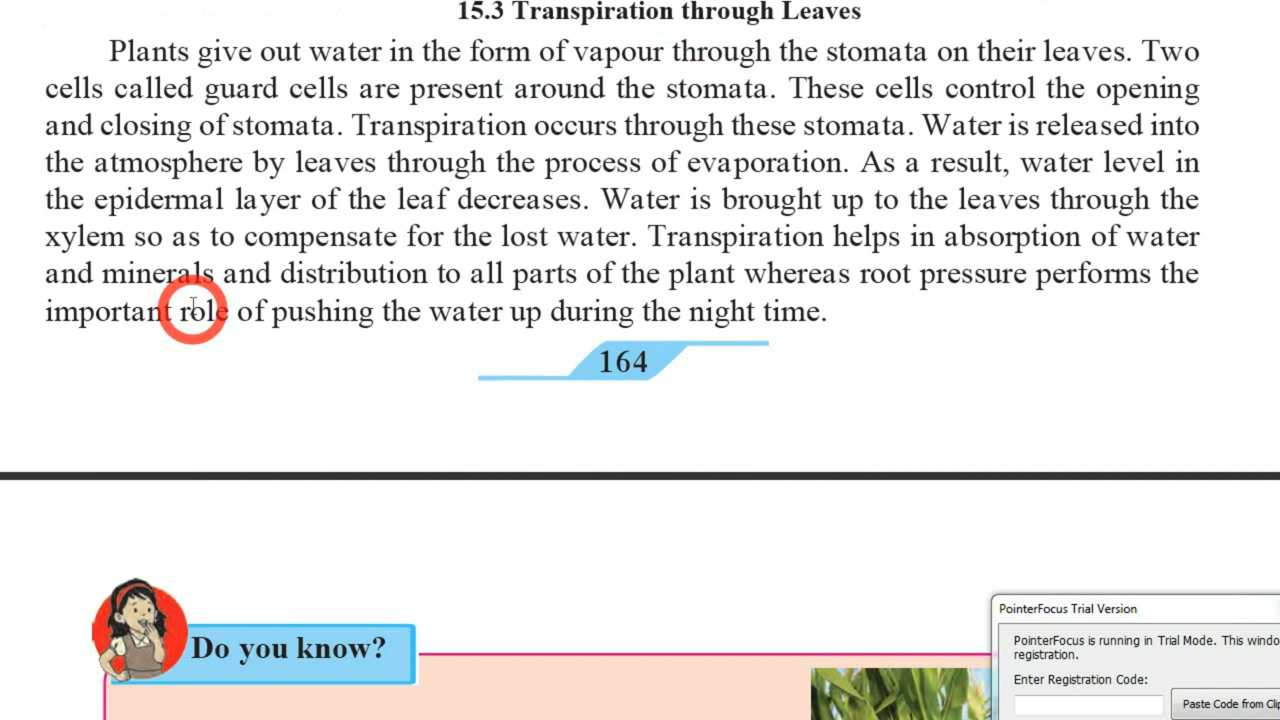 15.3 Transpiration through Leaves
Plants give out water in the form of vapour through the stomata on their leaves. Two
cells called guard cells are present around the stomata. These cells control the opening
and closing of stomata. Transpiration occurs through these stomata. Water is released into
the atmosphere by leaves through the process of evaporation. As a result, water level in
the epidermal layer of the leaf decreases. Water is brought up to the leaves through the
xylem so as to compensate for the lost water. Transpiration helps in absorption of water
and minerals and distribution to all parts of the plant whereas root pressure performs the
important role of pushing the water up during the night time.
164
Do you know?
PointerFocus Trial Version
PointerFocus is running in Trial Mode. This
registration.
Enter Registration Code:
Paste Code from